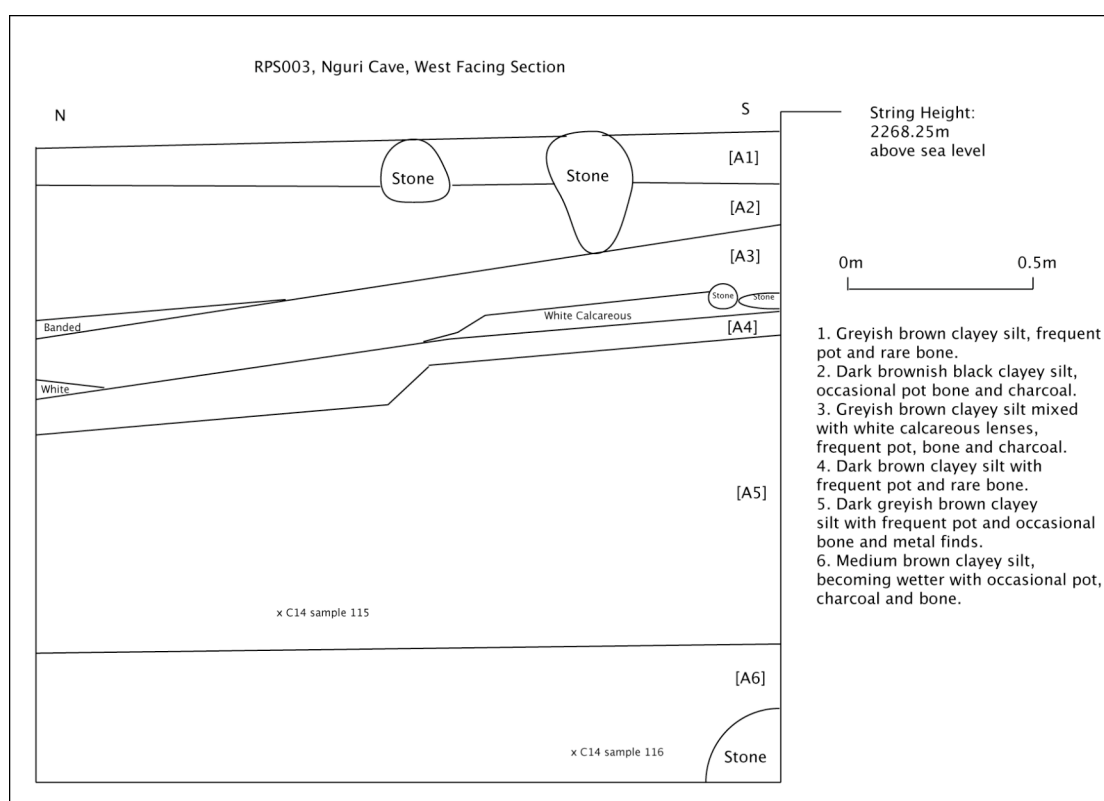 RPS003, Nguri Cave, West Facing Section
N
S
String Height:
2268.25m
above sea level
[A1]
Stone
Stone
[A2]
[A3]
0m
0.5m
Stone
Stone
White Calcareous
Banded
[A4]
White
1. Greyish brown clayey silt, frequent
pot and rare bone.
2. Dark brownish black clayey silt,
occasional pot bone and charcoal.
3. Greyish brown clayey silt mixed
with white calcareous lenses,
frequent pot, bone and charcoal.
4. Dark brown clayey silt with
frequent pot and rare bone.
5. Dark greyish brown clayey
silt with frequent pot and occasional
bone and metal finds.
6. Medium brown clayey silt,
becoming wetter with occasional pot,
charcoal and bone.
[A5]
x C14 sample 115
[A6]
x C14 sample 116
Stone